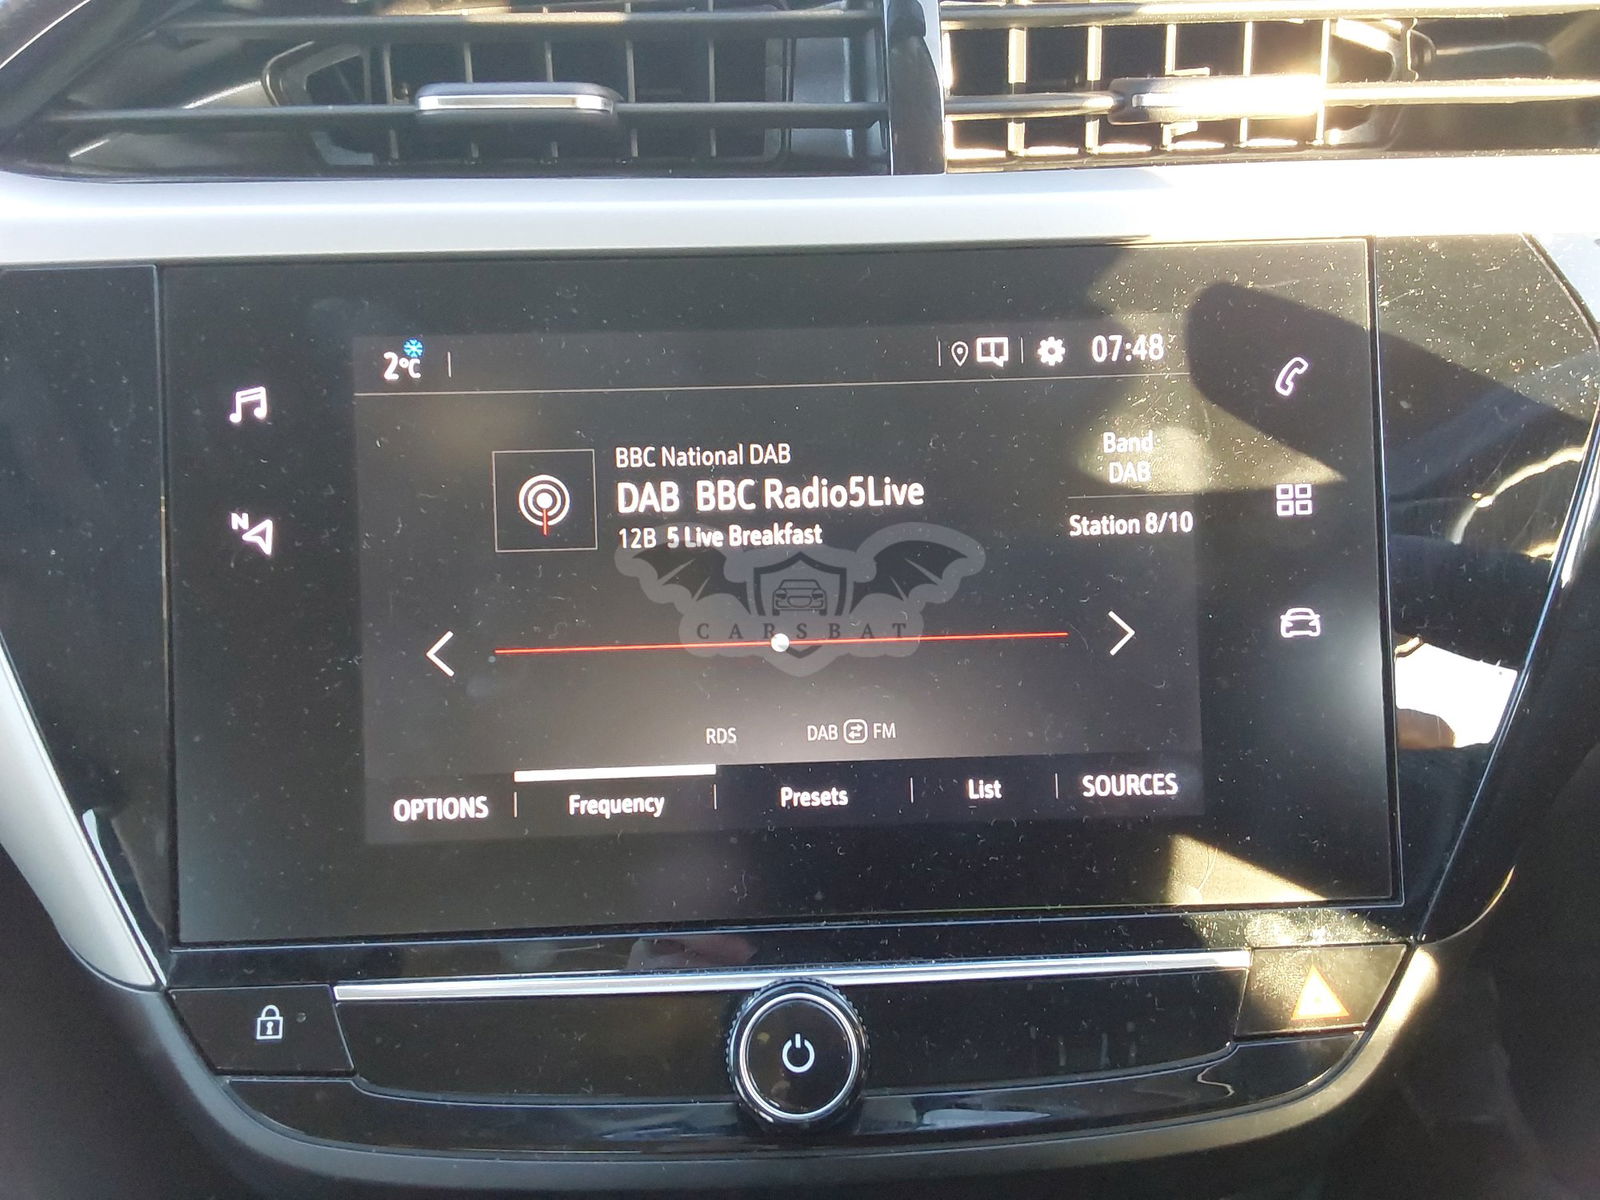 2°C
07:48
BBC National DAB
DAB BBC Radio5Live
12B 5 Live Breakfast
Band
DAB
Station 8/10
N
CARSBAT
RDS
DAB FM
OPTIONS
Frequency
Presets
List
SOURCES